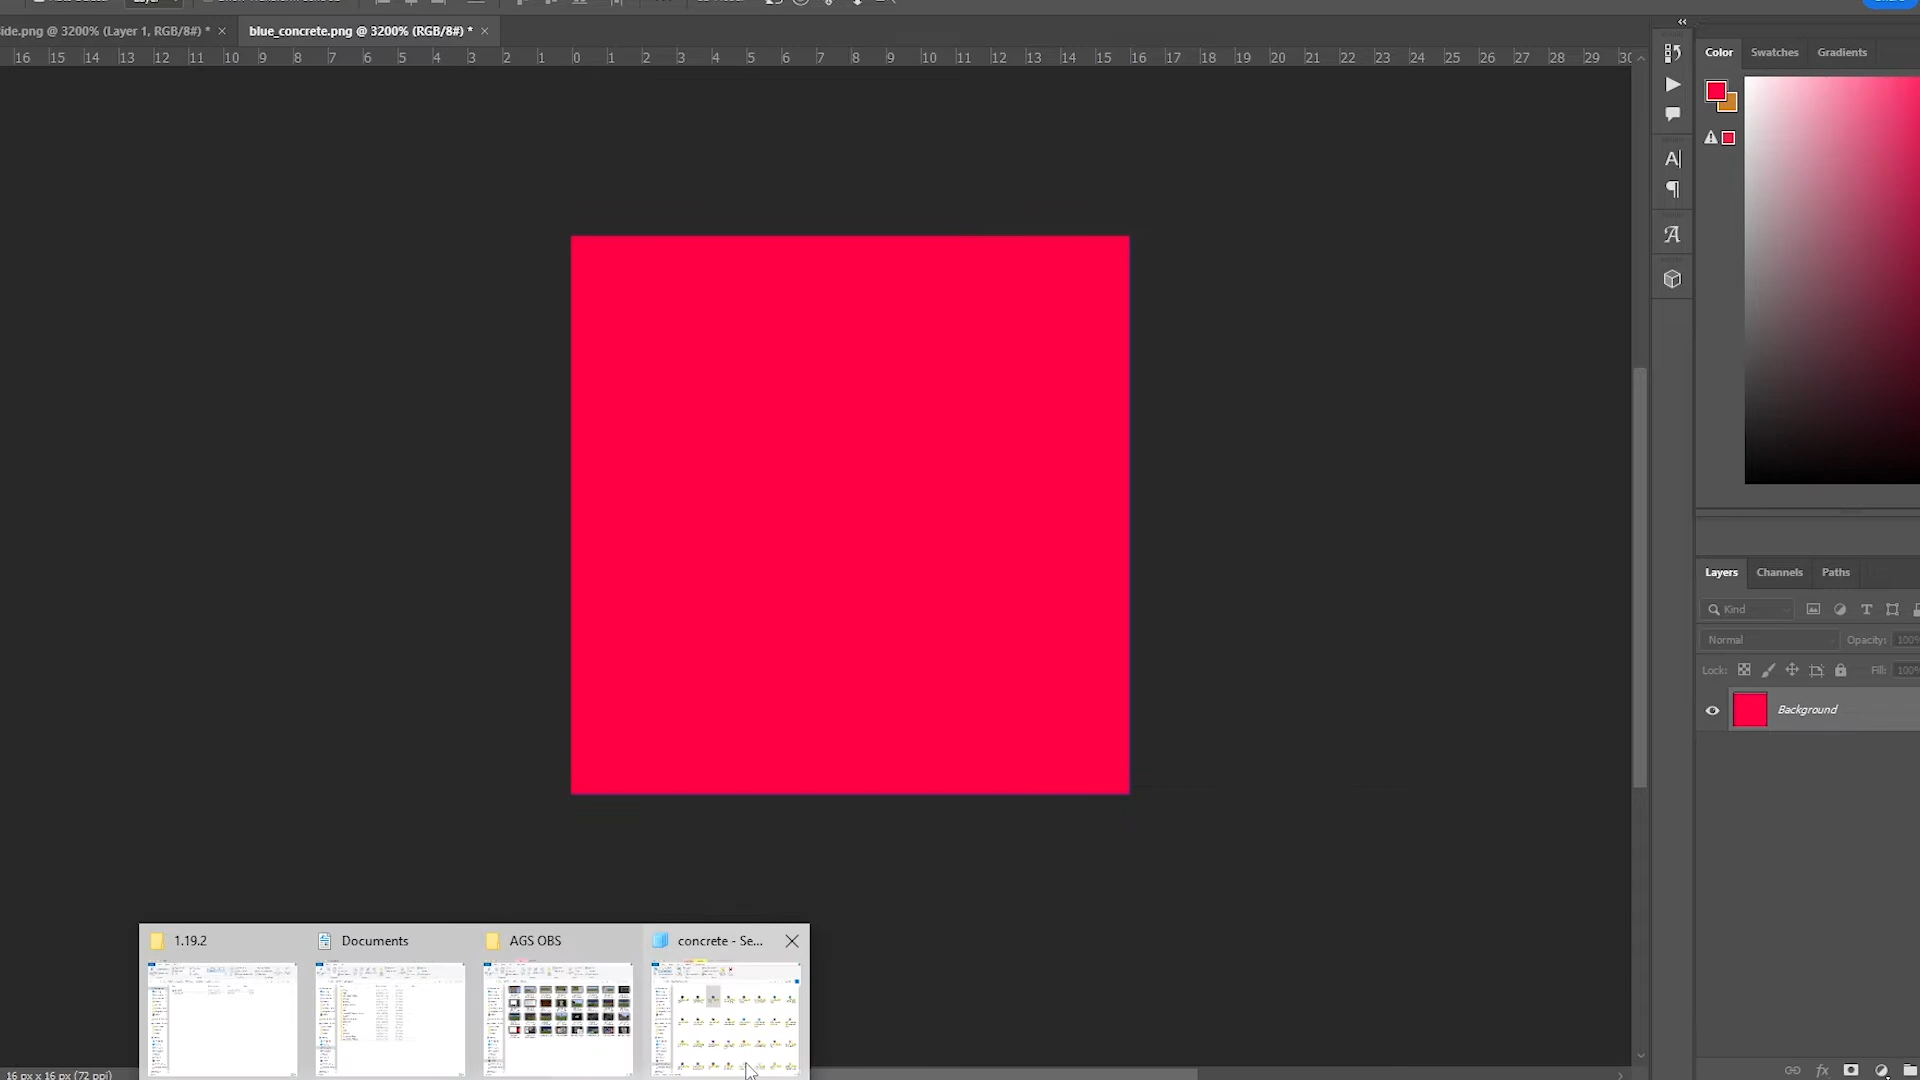 ide.png @ 3200% (Layer 1, RGB/8#) *
blue_concrete.png @ 3200% (RGB/8#) *
16 15 14 13 12 11 10 9 8 7 6 5 4 3 2 1 0 1 2 3 4 5 6 7 8 9 10 11 12 13 14 15 16 17 18 19 20 21 22 23 24 25 26 27 28 29 30
Color Swatches Gradients
Layers Channels Paths
Kind
Normal Opacity: 100%
Lock: Fill: 100%
Background
1.19.2 Documents AGS OBS concrete - Se...
16 px x 16 px (72 ppi)